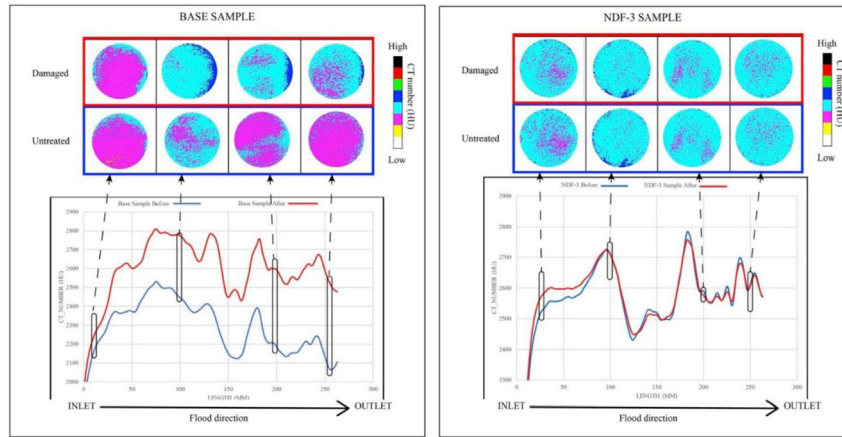 BASE SAMPLE
Damaged
Untreated
High
CT number (HU)
Low
Base Sample Before
Base Sample After
CT_NUMBER (HU)
2900
2800
2700
2600
2500
2400
2300
2200
2100
2000
0
50
100
150
200
250
300
LENGTH (MM)
INLET
OUTLET
Flood direction
NDF-3 SAMPLE
Damaged
Untreated
High
CT number (HU)
Low
NDF-3 Before
NDF-3 Sample After
CT_NUMBER (HU)
2900
2800
2700
2600
2500
2400
2300
0
50
100
150
200
250
300
LENGTH (MM)
INLET
OUTLET
Flood direction